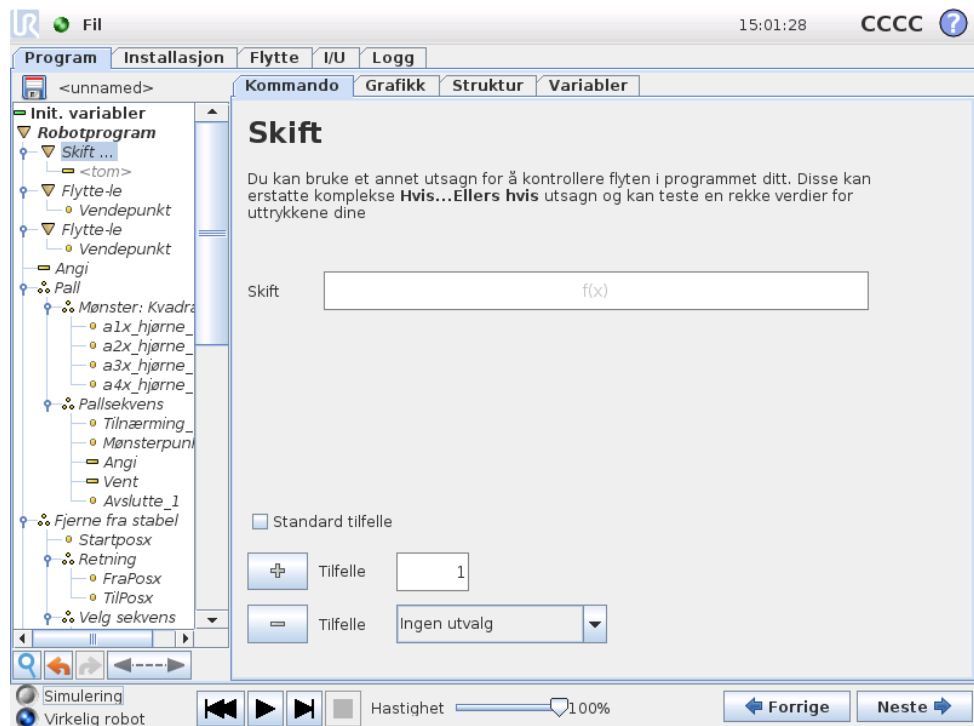 UR Fil 15:01:28 CCCC ?
Program Installasjon Flytte I/U Logg
<unnamed>
Kommando Grafikk Struktur Variabler
Init. variabler
Robotprogram
Skift ...
<tom>
Flytte-le
Vendepunkt
Flytte-le
Vendepunkt
Angi
Pall
Mønster: Kvadra
a1x_hjørne_
a2x_hjørne_
a3x_hjørne_
a4x_hjørne_
Pallsekvens
Tilnærming_
Mønsterpunk
Angi
Vent
Avslutte_1
Fjerne fra stabel
Startposx
Retning
FraPosx
TilPosx
Velg sekvens
Skift
Du kan bruke et annet utsagn for å kontrollere flyten i programmet ditt. Disse kan
erstatte komplekse Hvis...Ellers hvis utsagn og kan teste en rekke verdier for
uttrykkene dine
Skift f(x)
Standard tilfelle
Tilfelle 1
Tilfelle Ingen utvalg
Simulering
Virkelig robot
Hastighet 100%
Forrige Neste